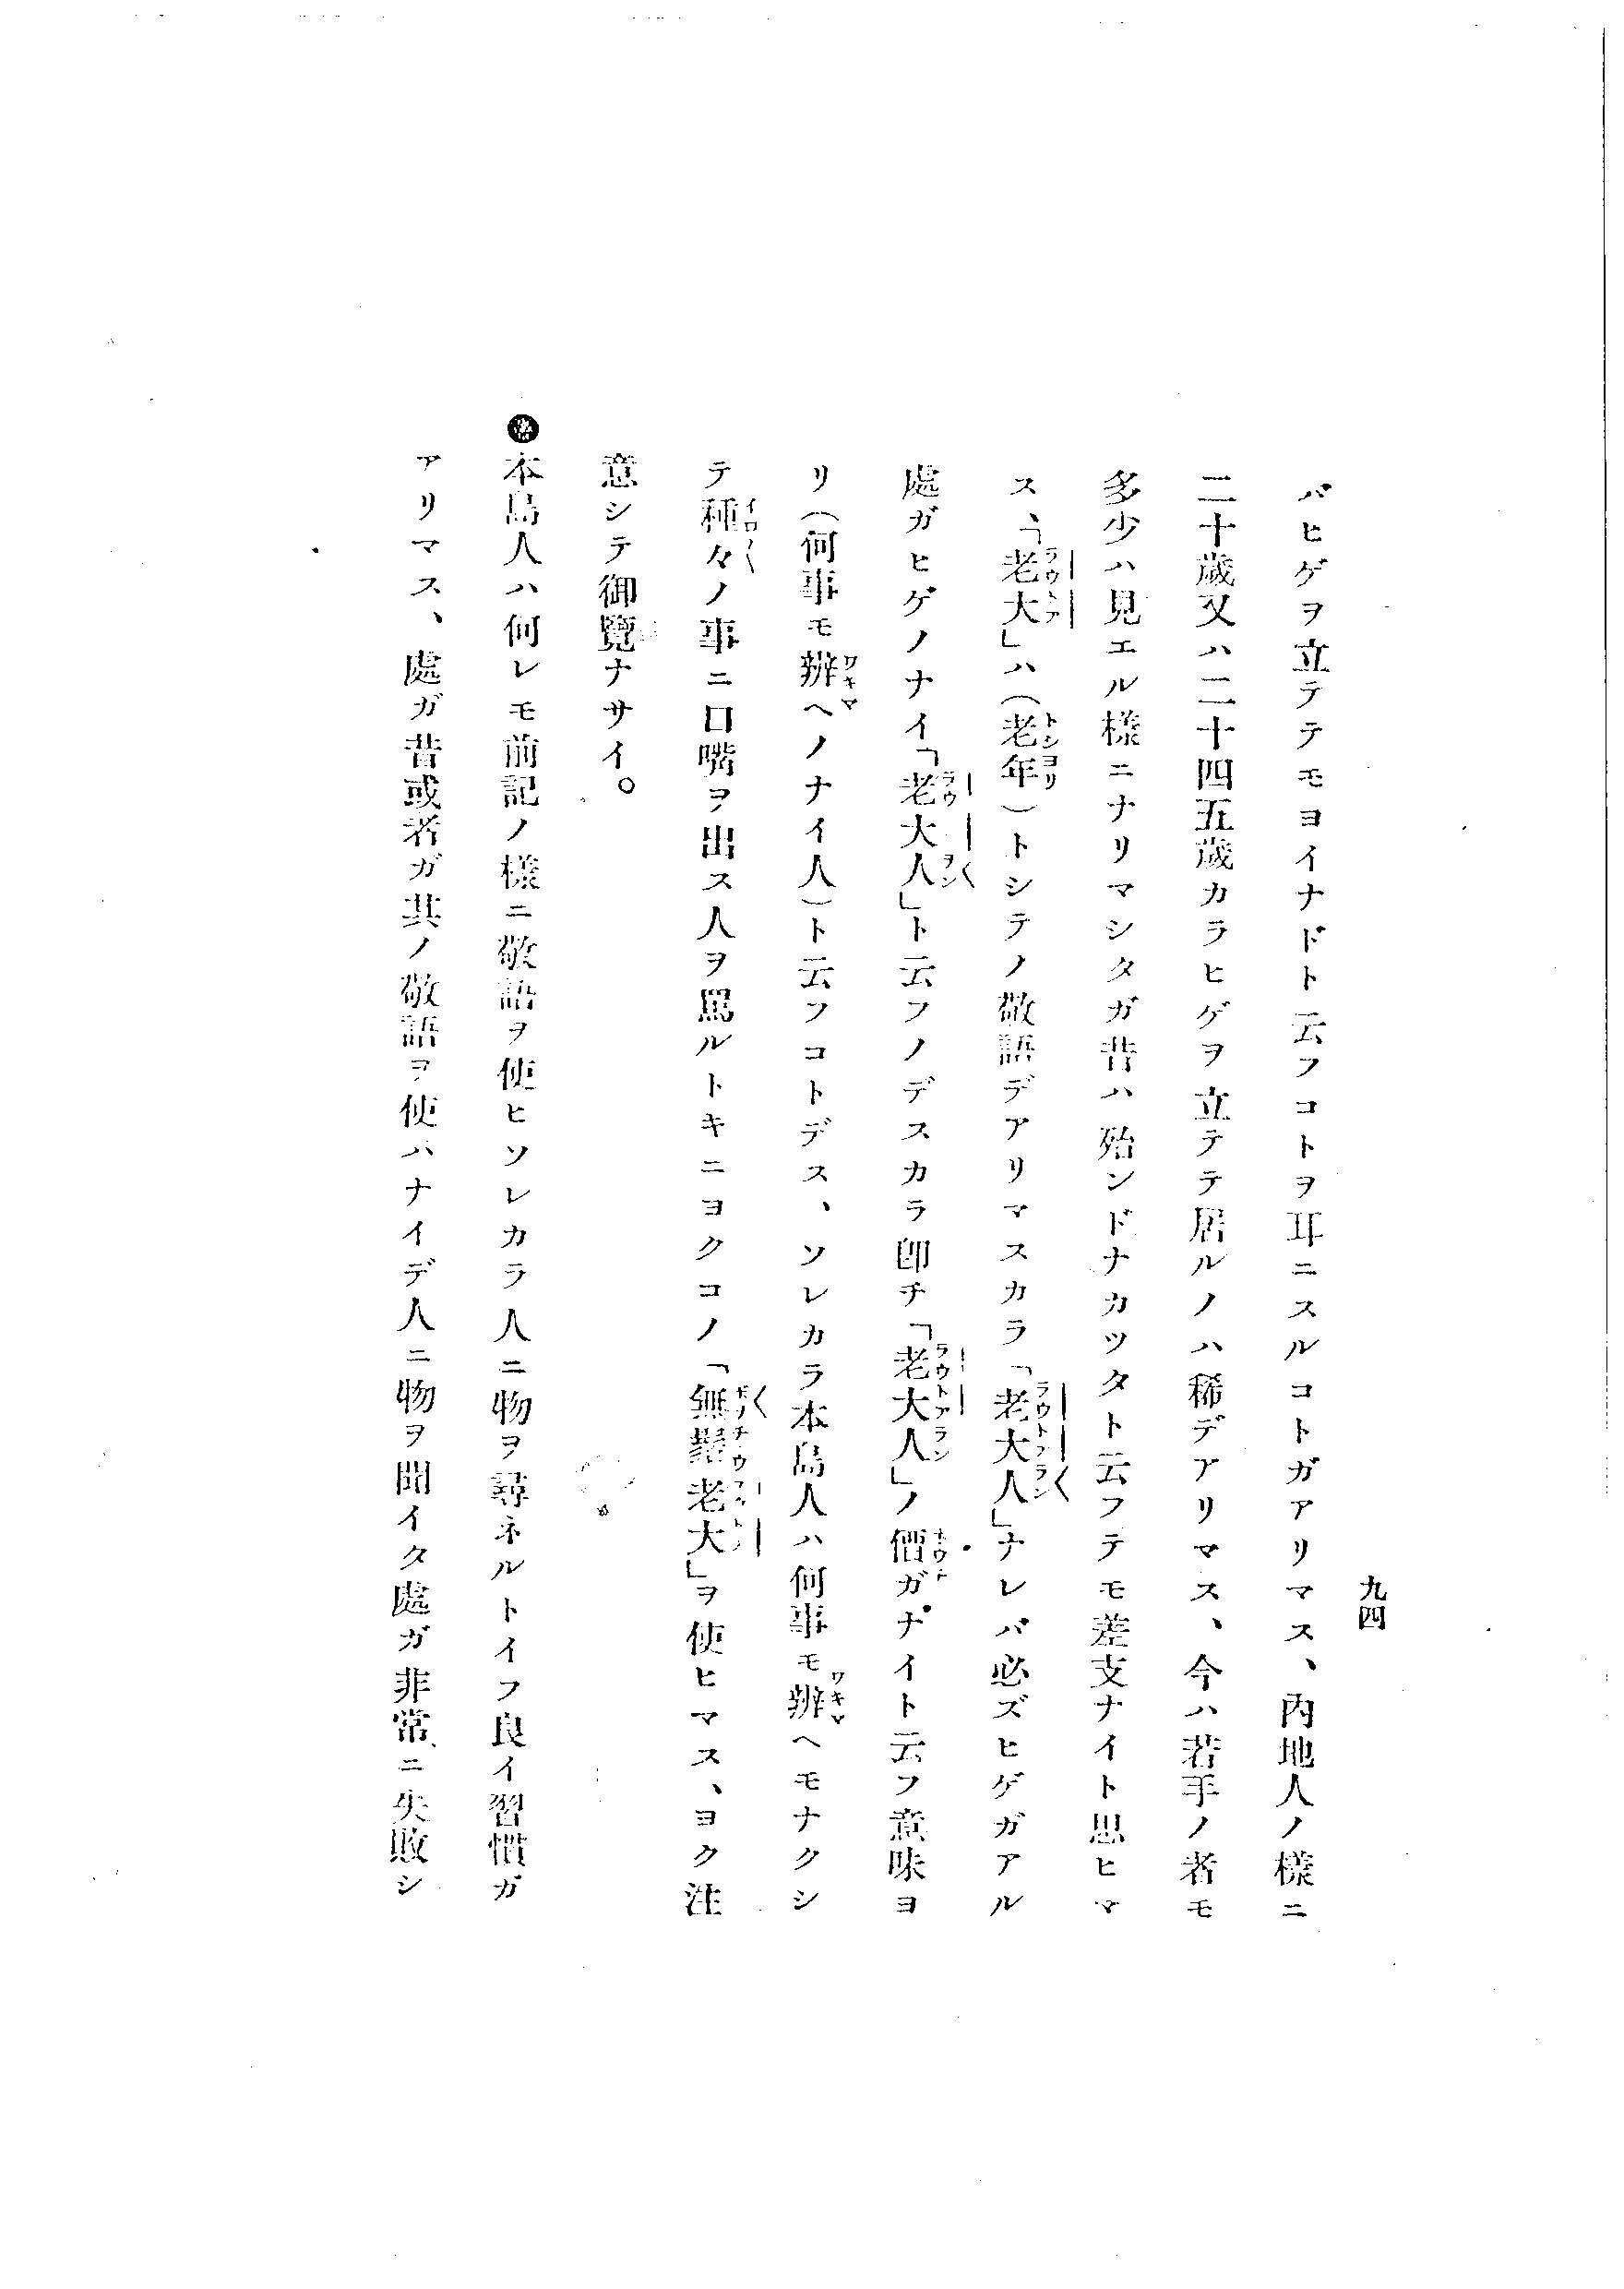 九四
バヒゲヲ立テテモヨイナドト云フコトヲ耳ニスルコトガアリマス、内地人ノ様ニ
二十歳又ハ二十四五歳カラヒゲヲ立テテ居ルノハ稀デアリマス、今ハ若手ノ者モ
多少ハ見エル様ニナリマシタガ昔ハ殆ンドナカツタト云フテモ差支ナイト思ヒマ
ス、「老大」ハ(老年)トシテノ敬語デアリマスカラ「老大人」ナレバ必ズヒゲガアル
處ガヒゲノナイ「老大人」ト云フノデスカラ卽チ「老大人」ノ價ガナイト云フ意味ヨ
リ(何事モ辨ヘノナイ人)ト云フコトデス、ソレカラ本島人ハ何事モ辨ヘモナクシ
テ種々ノ事ニ口嘴ヲ出ス人ヲ罵ルトキニヨクコノ「無鬚老大」ヲ使ヒマス、ヨク注
意シテ御覽ナサイ。
本島人ハ何レモ前記ノ樣ニ敬語ヲ使ヒソレカラ人ニ物ヲ尋ネルトイフ良イ習慣ガ
アリマス、處ガ昔或者ガ其ノ敬語ヲ使ハナイデ人ニ物ヲ聞イタ處ガ非常ニ失敗シ